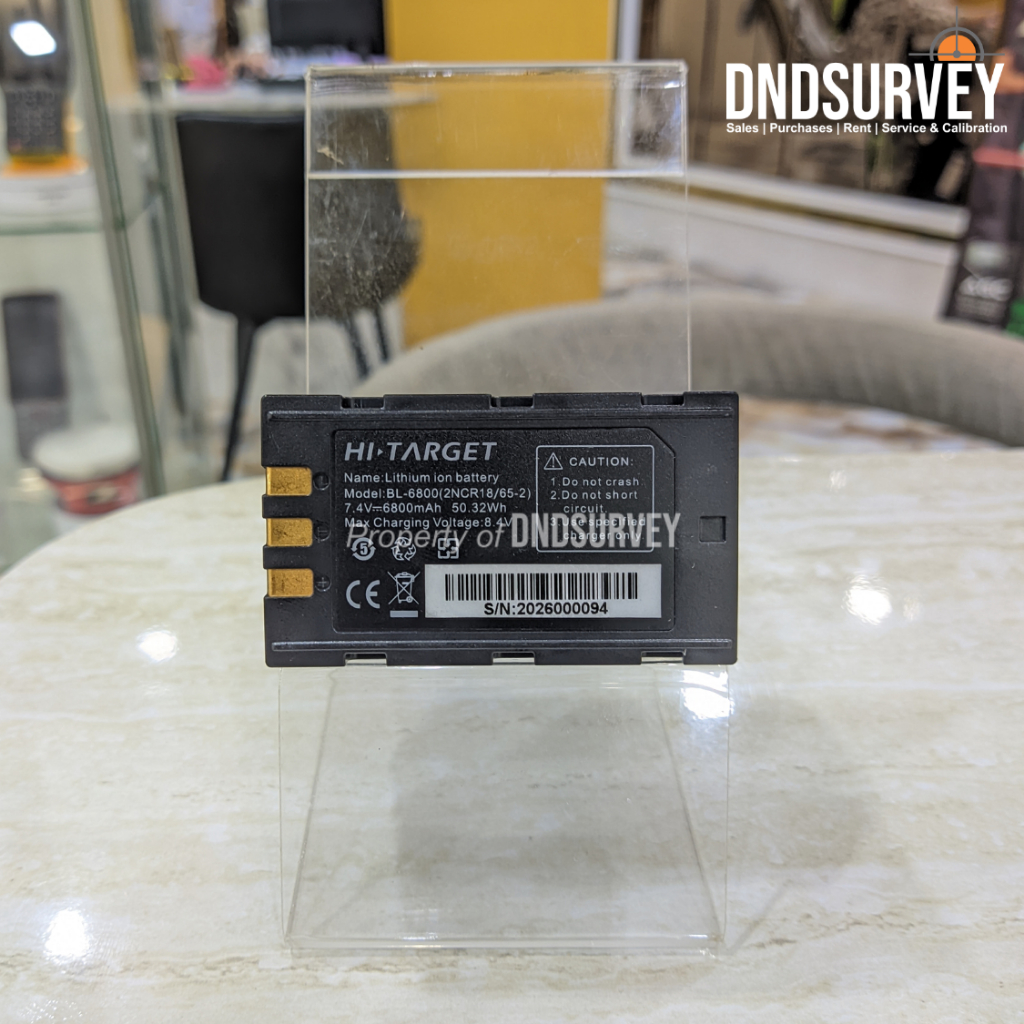 DNDSURVEY
Sales | Purchases | Rent | Service & Calibration
HI-TARGET
Name:Lithium ion battery
Model:BL-6800(2NCR18/65-2)
7.4V⎓6800mAh 50.32Wh
Max Charging Voltage:8.4V
CAUTION:
1.Do not crash
2.Do not short
circuit.
3.Use specified
charger only.
Property of DNDSURVEY
5
CE
S/N:2026000094